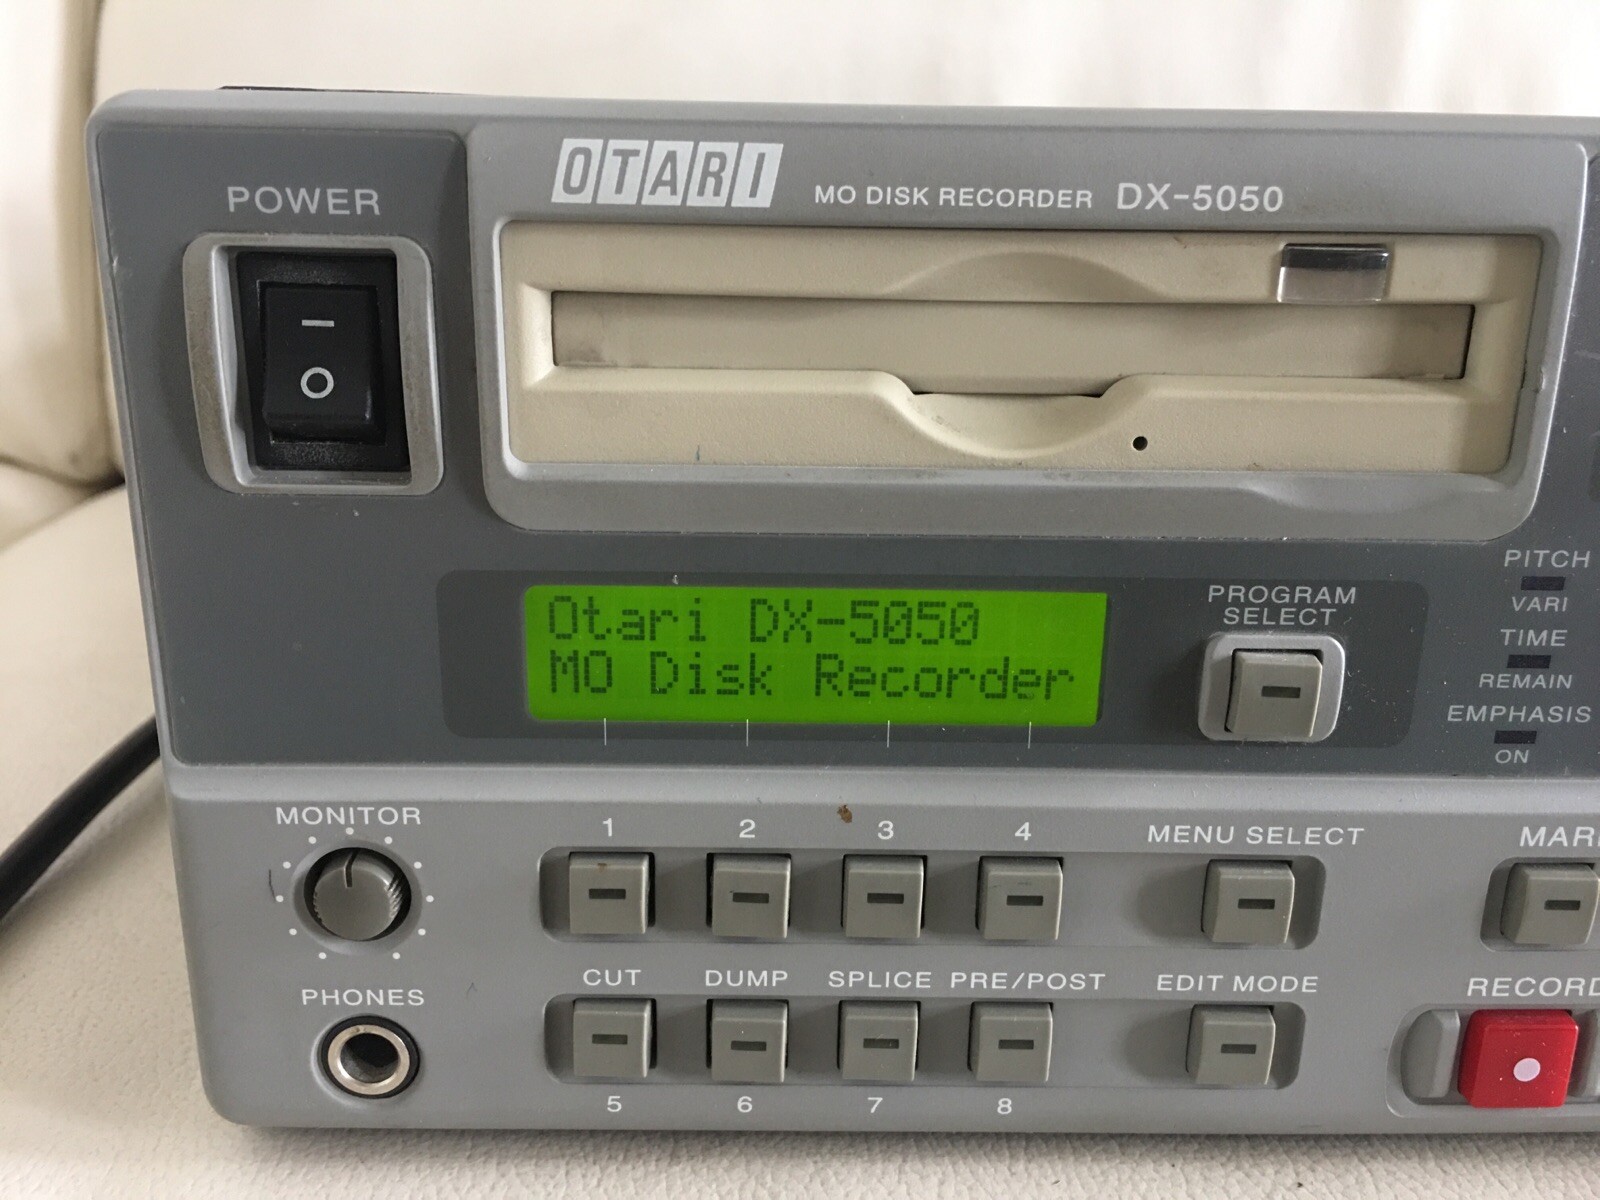 OTARI MO DISK RECORDER DX-5050
POWER
Otari DX-5050
MO Disk Recorder
PROGRAM
SELECT
PITCH
VARI
TIME
REMAIN
EMPHASIS
ON
MONITOR
1 2 3 4
MENU SELECT
PHONES
CUT DUMP SPLICE PRE/POST
EDIT MODE
RECORD
5 6 7 8